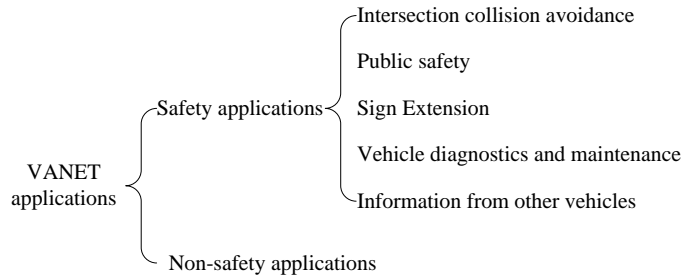 Intersection collision avoidance
Public safety
Safety applications
Sign Extension
Vehicle diagnostics and maintenance
VANET
applications
Information from other vehicles
Non-safety applications